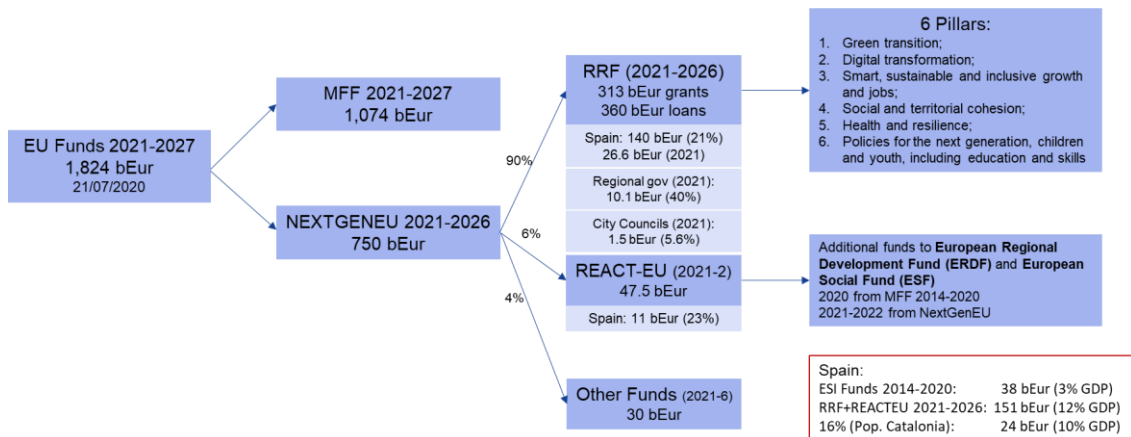 EU Funds 2021-2027
1,824 bEur
21/07/2020
MFF 2021-2027
1,074 bEur
NEXTGENEU 2021-2026
750 bEur
90%
6%
4%
RRF (2021-2026)
313 bEur grants
360 bEur loans
Spain: 140 bEur (21%)
26.6 bEur (2021)
Regional gov (2021):
10.1 bEur (40%)
City Councils (2021):
1.5 bEur (5.6%)
REACT-EU (2021-2)
47.5 bEur
Spain: 11 bEur (23%)
Other Funds (2021-6)
30 bEur
6 Pillars:
1. Green transition;
2. Digital transformation;
3. Smart, sustainable and inclusive growth
and jobs;
4. Social and territorial cohesion;
5. Health and resilience;
6. Policies for the next generation, children
and youth, including education and skills
Additional funds to European Regional
Development Fund (ERDF) and European
Social Fund (ESF)
2020 from MFF 2014-2020
2021-2022 from NextGenEU
Spain:
ESI Funds 2014-2020: 38 bEur (3% GDP)
RRF+REACTEU 2021-2026: 151 bEur (12% GDP)
16% (Pop. Catalonia): 24 bEur (10% GDP)